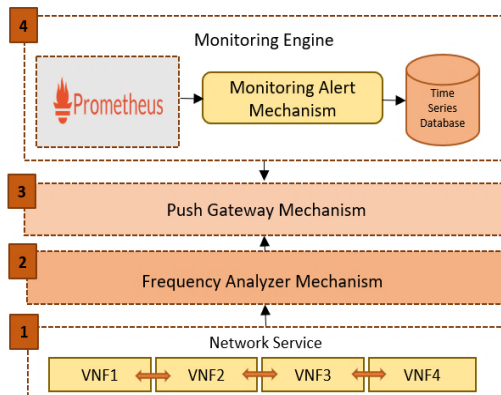 4
Monitoring Engine
Prometheus
Monitoring Alert
Mechanism
Time
Series
Database
3
Push Gateway Mechanism
2
Frequency Analyzer Mechanism
1
Network Service
VNF1
VNF2
VNF3
VNF4